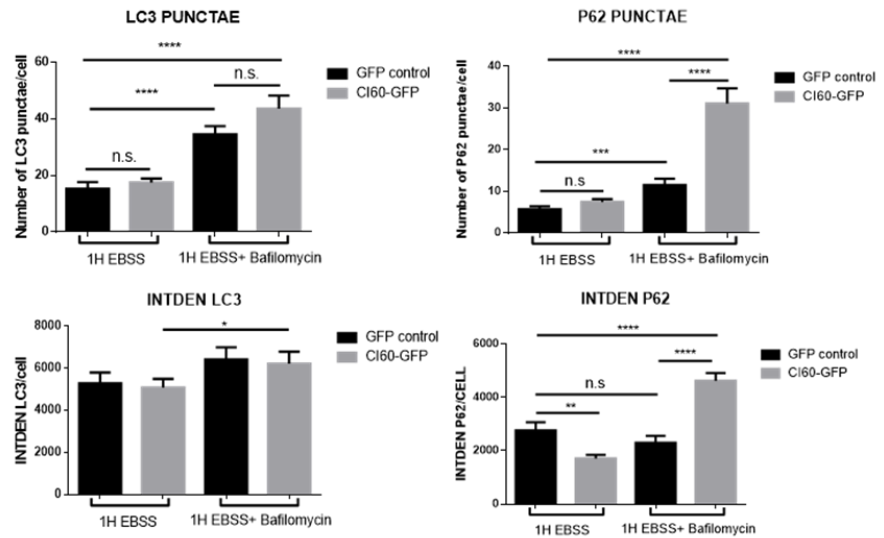 LC3 PUNCTAE
Number of LC3 punctae/cell
60
40
20
0
****
****
n.s.
n.s.
GFP control
CI60-GFP
1H EBSS
1H EBSS+ Bafilomycin
P62 PUNCTAE
Number of P62 punctae/cell
40
30
20
10
0
****
****
***
n.s
GFP control
CI60-GFP
1H EBSS
1H EBSS+ Bafilomycin
INTDEN LC3
INTDEN LC3/cell
8000
6000
4000
2000
0
*
GFP control
CI60-GFP
1H EBSS
1H EBSS+ Bafilomycin
INTDEN P62
INTDEN P62/CELL
6000
4000
2000
0
****
****
n.s
**
GFP control
CI60-GFP
1H EBSS
1H EBSS+ Bafilomycin